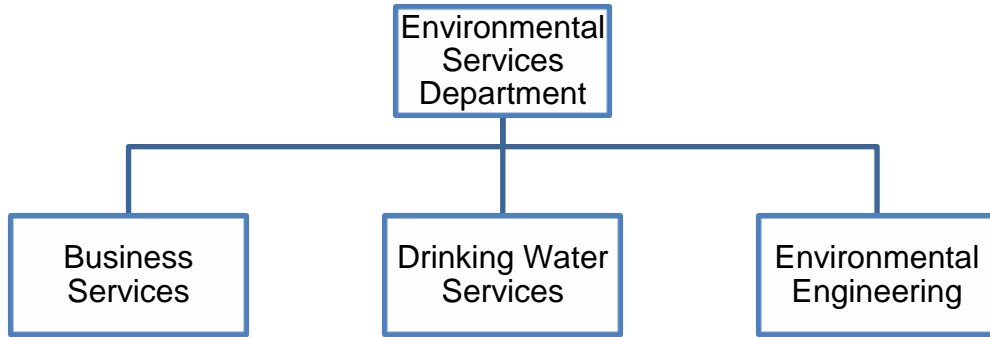 Environmental
Services
Department
Business
Services
Drinking Water
Services
Environmental
Engineering